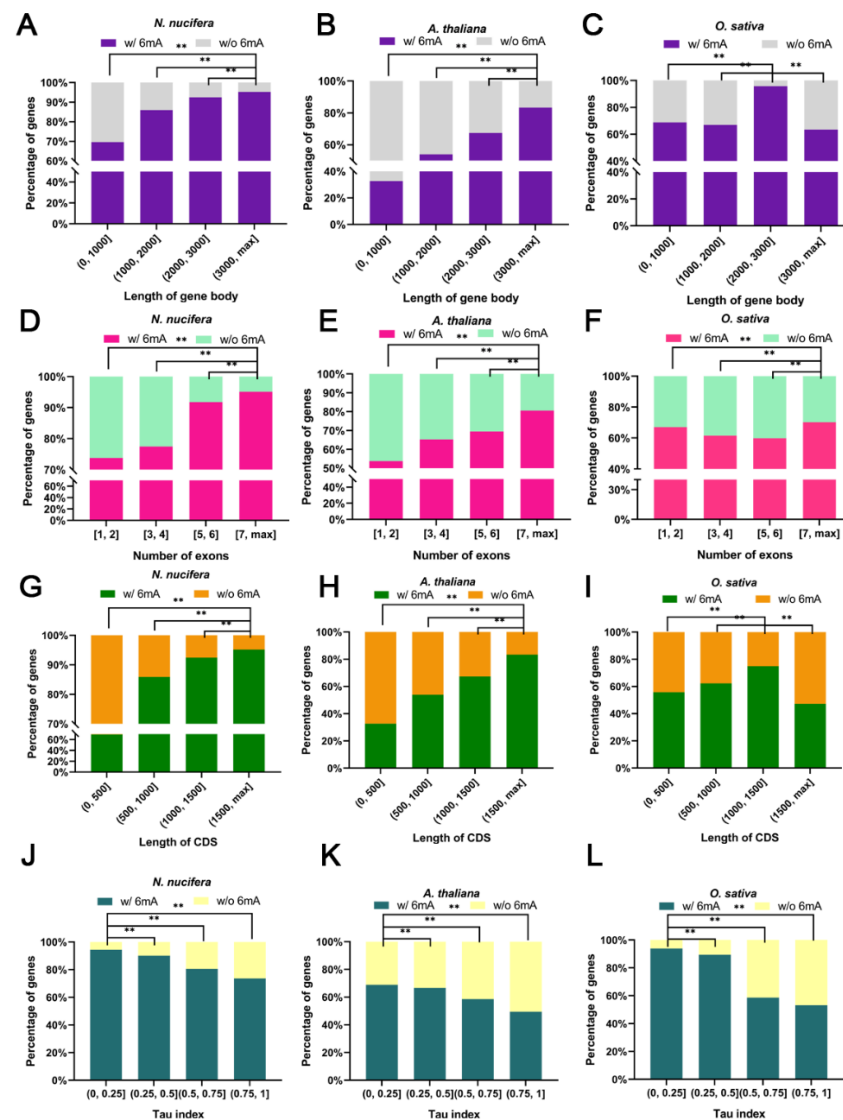 A
N. nucifera
w/ 6mA
w/o 6mA
**
**
**
Percentage of genes
100%
90%
80%
70%
60%
60%
40%
20%
0%
(0, 1000]
(1000, 2000]
(2000, 3000]
(3000, max]
Length of gene body
B
A. thaliana
w/ 6mA
w/o 6mA
**
**
**
Percentage of genes
100%
80%
60%
40%
40%
20%
0%
(0, 1000]
(1000, 2000]
(2000, 3000]
(3000, max]
Length of gene body
C
O. sativa
w/ 6mA
w/o 6mA
**
**
Percentage of genes
100%
80%
60%
40%
40%
20%
0%
(0, 1000]
(1000, 2000]
(2000, 3000]
(3000, max]
Length of gene body
D
N. nucifera
w/ 6mA
w/o 6mA
**
**
**
Percentage of genes
100%
90%
80%
70%
60%
40%
20%
0%
[1, 2]
[3, 4]
[5, 6]
[7, max]
Number of exons
E
A. thaliana
w/ 6mA
w/o 6mA
**
**
**
Percentage of genes
100%
90%
80%
70%
60%
50%
40%
20%
0%
[1, 2]
[3, 4]
[5, 6]
[7, max]
Number of exons
F
O. sativa
w/ 6mA
w/o 6mA
**
**
**
Percentage of genes
100%
80%
60%
40%
30%
0%
[1, 2]
[3, 4]
[5, 6]
[7, max]
Number of exons
G
N. nucifera
w/ 6mA
w/o 6mA
**
**
**
Percentage of genes
100%
90%
80%
70%
60%
40%
20%
0%
(0, 500]
(500, 1000]
(1000, 1500]
(1500, max]
Length of CDS
H
A. thaliana
w/ 6mA
w/o 6mA
**
**
**
Percentage of genes
100%
80%
60%
40%
20%
0%
(0, 500]
(500, 1000]
(1000, 1500]
(1500, max]
Length of CDS
I
O. sativa
w/ 6mA
w/o 6mA
**
**
Percentage of genes
100%
80%
60%
40%
20%
0%
(0, 500]
(500, 1000]
(1000, 1500]
(1500, max]
Length of CDS
J
N. nucifera
w/ 6mA
w/o 6mA
**
**
**
Percentage of genes
100%
80%
60%
40%
20%
0%
(0, 0.25]
(0.25, 0.5]
(0.5, 0.75]
(0.75, 1]
Tau index
K
A. thaliana
w/ 6mA
w/o 6mA
**
**
**
Percentage of genes
100%
80%
60%
40%
20%
0%
(0, 0.25]
(0.25, 0.5]
(0.5, 0.75]
(0.75, 1]
Tau index
L
O. sativa
w/ 6mA
w/o 6mA
**
**
**
Percentage of genes
100%
80%
60%
40%
20%
0%
(0, 0.25]
(0.25, 0.5]
(0.5, 0.75]
(0.75, 1]
Tau index